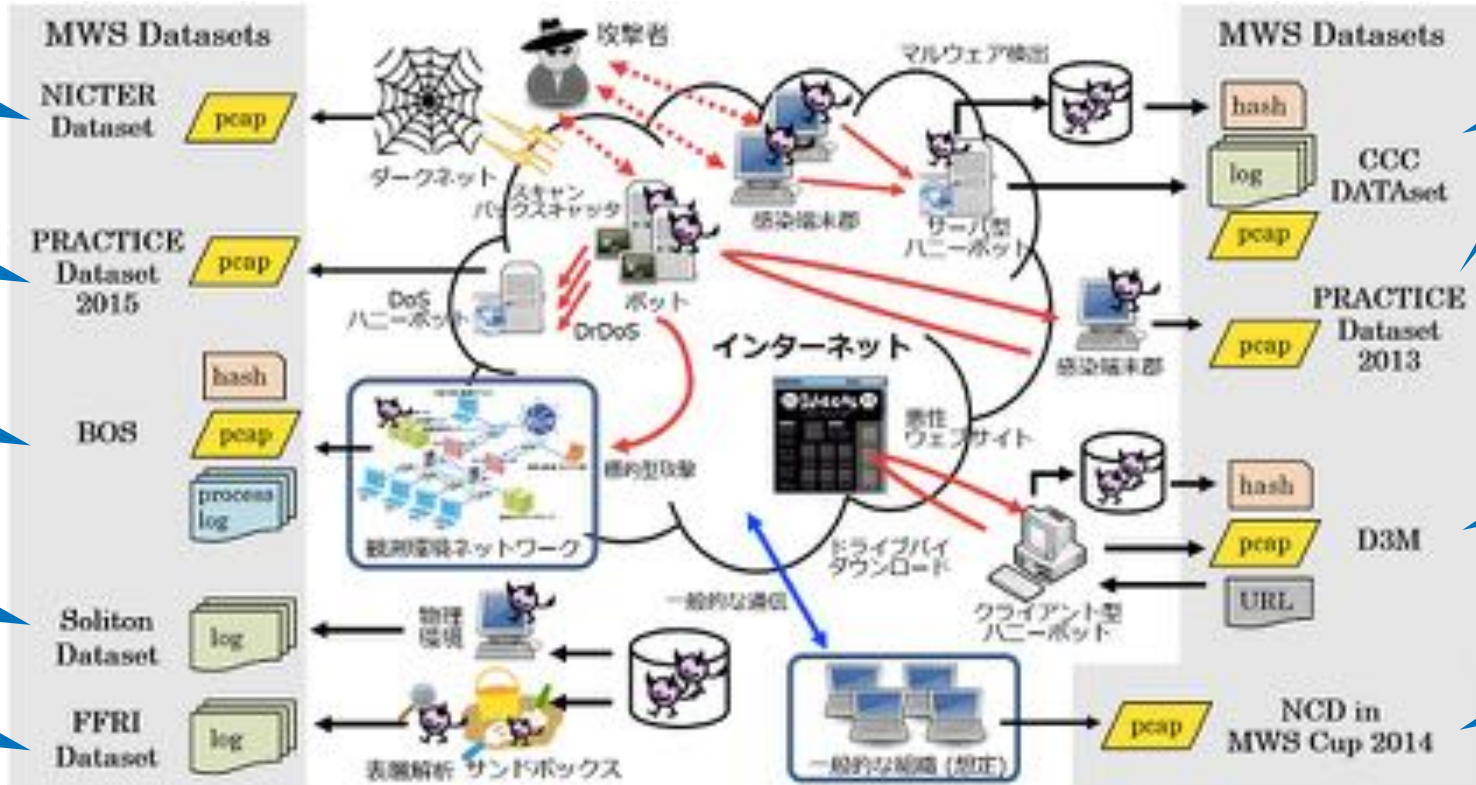 MWS Datasets
NICTER
Dataset
pcap
PRACTICE
Dataset
2015
pcap
BOS
hash
pcap
process
log
Soliton
Dataset
log
FFRI
Dataset
log
攻撃者
ダークネット
スキャン
バックスキャッタ
DoS
ハニーポット
DrDoS
ボット
感染端末郡
マルウェア検出
サーバ型
ハニーポット
感染端末郡
インターネット
悪性
ウェブサイト
標的型攻撃
観測環境ネットワーク
ドライブバイ
ダウンロード
クライアント型
ハニーポット
一般的な通信
物理
環境
表層解析
サンドボックス
一般的な組織 (想定)
MWS Datasets
hash
log
pcap
CCC
DATAset
PRACTICE
Dataset
2013
pcap
hash
pcap
URL
D3M
pcap
NCD in
MWS Cup 2014